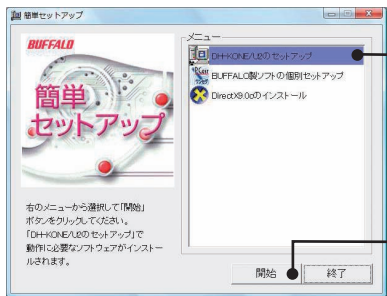 簡単セットアップ
BUFFALO
簡単
セットアップ
右のメニューから選択して「開始」
ボタンをクリックしてください。
「DH-KONE/U2のセットアップ」で
動作に必要なソフトウェアがインストー
ルされます。
メニュー
DH-KONE/U2のセットアップ
BUFFALO製ソフトの個別セットアップ
DirectX9.0cのインストール
開始
終了